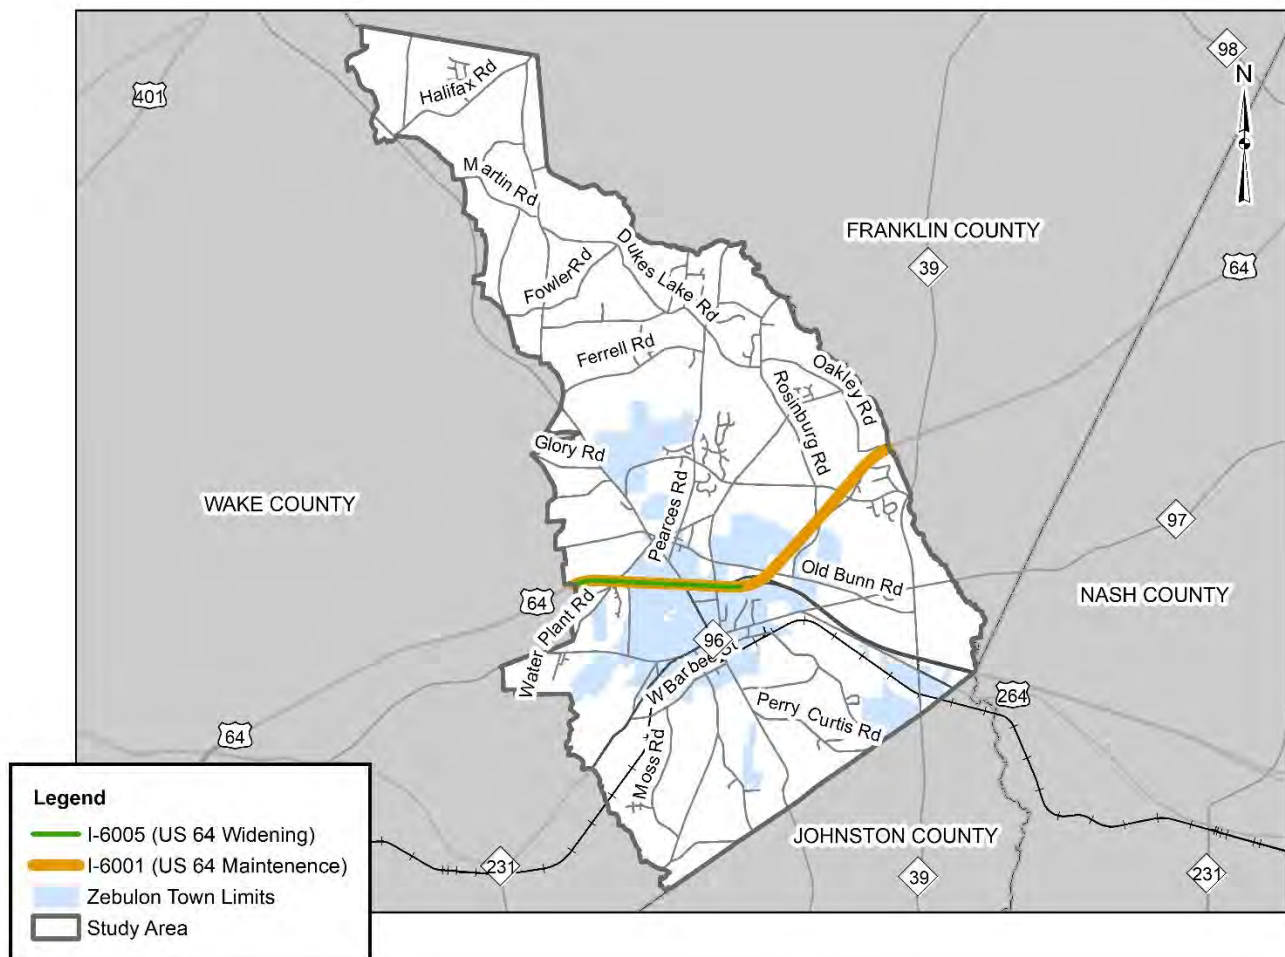 98
N
401
Halifax Rd
Martin Rd
FRANKLIN COUNTY
Dukes Lake Rd
39
64
Fowler Rd
Ferrell Rd
Oakley Rd
Rosinburg Rd
Glory Rd
WAKE COUNTY
Pearces Rd
97
Old Bunn Rd
NASH COUNTY
64
Water Plant Rd
96
W Barbee St
264
Perry Curtis Rd
64
Moss Rd
JOHNSTON COUNTY
231
39
231
Legend
I-6005 (US 64 Widening)
I-6001 (US 64 Maintenence)
Zebulon Town Limits
Study Area